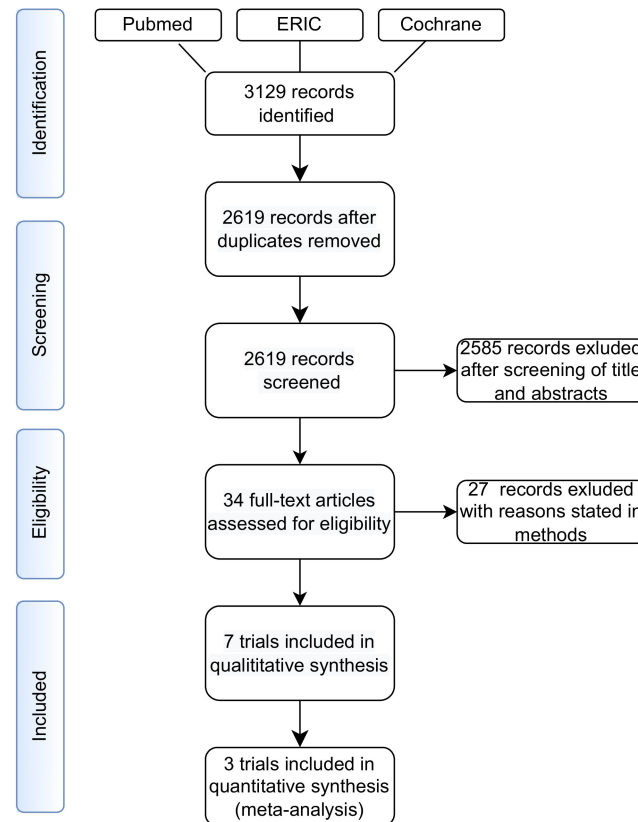 Pubmed
ERIC
Cochrane
Identification
3129 records
identified
2619 records after
duplicates removed
Screening
2619 records
screened
2585 records exluded
after screening of title
and abstracts
Eligibility
34 full-text articles
assessed for eligibility
27 records exluded
with reasons stated in
methods
Included
7 trials included in
qualititative synthesis
3 trials included in
quantitative synthesis
(meta-analysis)